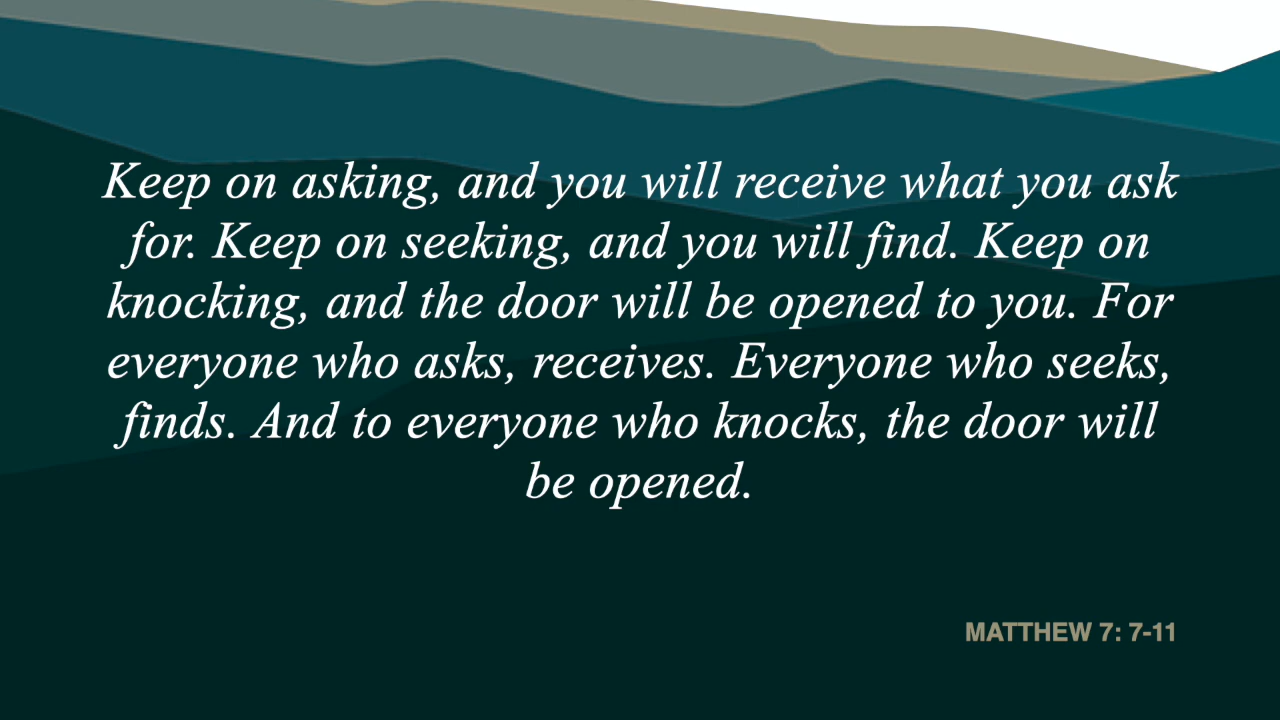 Keep on asking, and you will receive what you ask
for. Keep on seeking, and you will find. Keep on
knocking, and the door will be opened to you. For
everyone who asks, receives. Everyone who seeks,
finds. And to everyone who knocks, the door will
be opened.
MATTHEW 7: 7-11